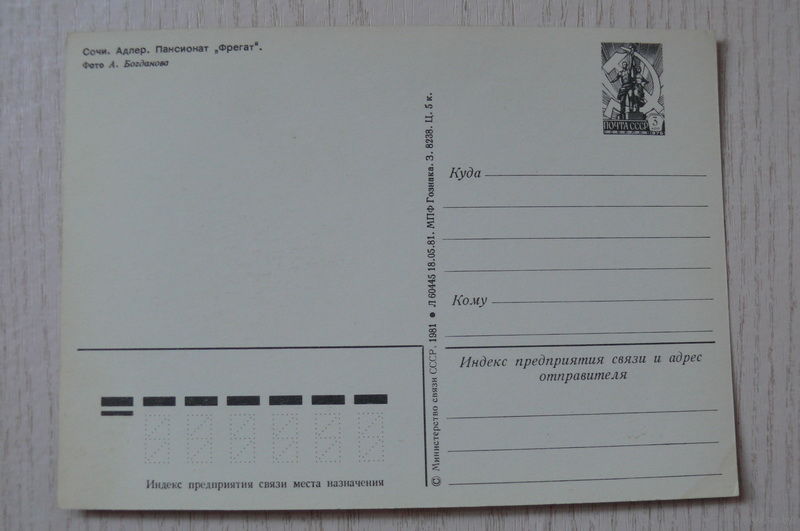 Сочи. Адлер. Пансионат „Фрегат“.
Фото А. Богданова
ПОЧТА СССР 3
© Министерство связи СССР, 1981 ● Л 60445 18.05.81. МПФ Гознака. З. 8238. Ц. 5 к.
Куда
Кому
Индекс предприятия связи и адрес
отправителя
Индекс предприятия связи места назначения